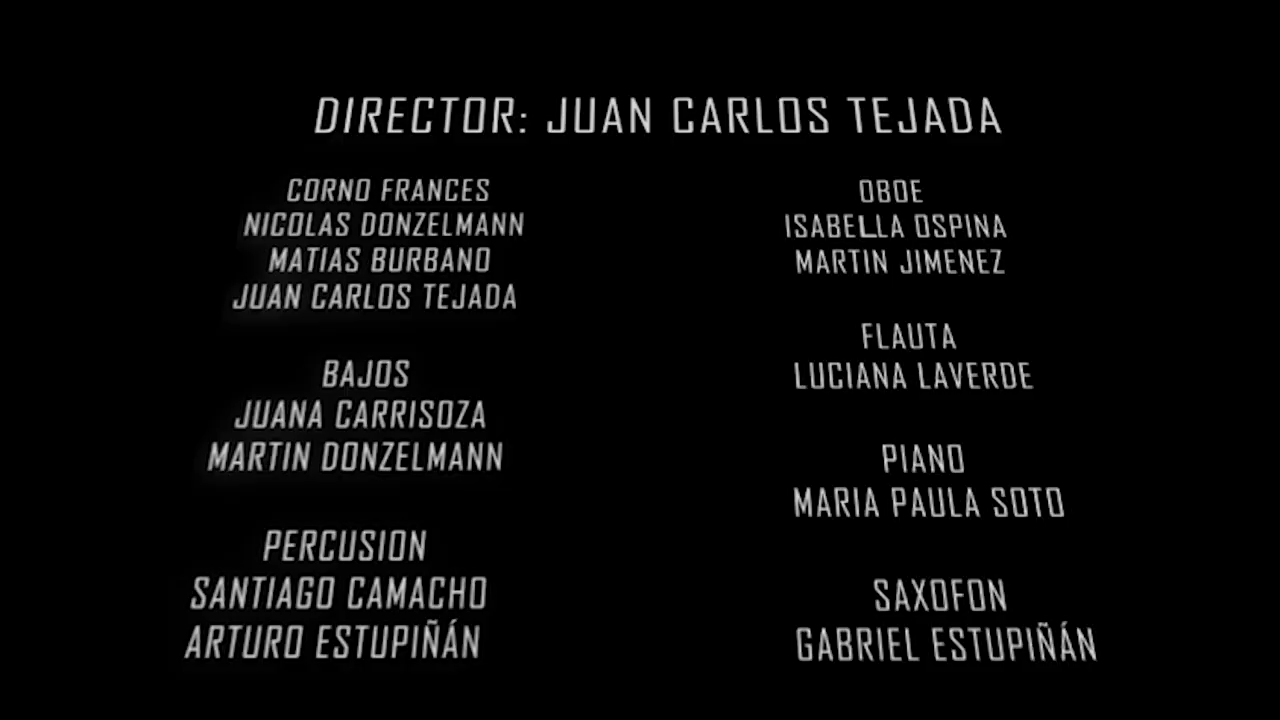 DIRECTOR: JUAN CARLOS TEJADA
CORNO FRANCES
NICOLAS DONZELMANN
MATIAS BURBANO
JUAN CARLOS TEJADA
BAJOS
JUANA CARRISOZA
MARTIN DONZELMANN
PERCUSION
SANTIAGO CAMACHO
ARTURO ESTUPIÑÁN
OBOE
ISABELLA OSPINA
MARTIN JIMENEZ
FLAUTA
LUCIANA LAVERDE
PIANO
MARIA PAULA SOTO
SAXOFON
GABRIEL ESTUPIÑÁN